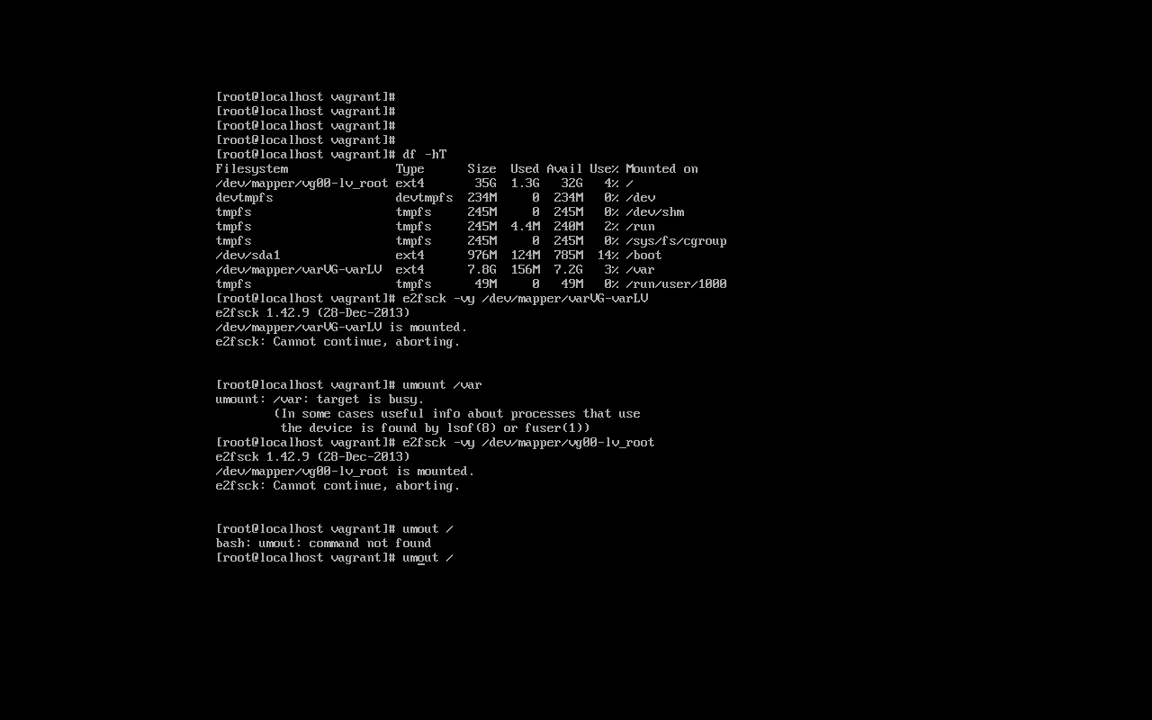 [root@localhost vagrant]#
[root@localhost vagrant]#
[root@localhost vagrant]#
[root@localhost vagrant]#
[root@localhost vagrant]# df -hT
Filesystem               Type      Size  Used Avail Use% Mounted on
/dev/mapper/vg00-lv_root ext4       35G  1.3G   32G   4% /
devtmpfs                 devtmpfs  234M     0  234M   0% /dev
tmpfs                    tmpfs     245M     0  245M   0% /dev/shm
tmpfs                    tmpfs     245M  4.4M  240M   2% /run
tmpfs                    tmpfs     245M     0  245M   0% /sys/fs/cgroup
/dev/sda1                ext4      976M  124M  785M  14% /boot
/dev/mapper/varVG-varLV  ext4      7.8G  156M  7.2G   3% /var
tmpfs                    tmpfs      49M     0   49M   0% /run/user/1000
[root@localhost vagrant]# e2fsck -vy /dev/mapper/varVG-varLV
e2fsck 1.42.9 (28-Dec-2013)
/dev/mapper/varVG-varLV is mounted.
e2fsck: Cannot continue, aborting.
[root@localhost vagrant]# umount /var
umount: /var: target is busy.
        (In some cases useful info about processes that use
         the device is found by lsof(8) or fuser(1))
[root@localhost vagrant]# e2fsck -vy /dev/mapper/vg00-lv_root
e2fsck 1.42.9 (28-Dec-2013)
/dev/mapper/vg00-lv_root is mounted.
e2fsck: Cannot continue, aborting.
[root@localhost vagrant]# umout /
bash: umout: command not found
[root@localhost vagrant]# umout /